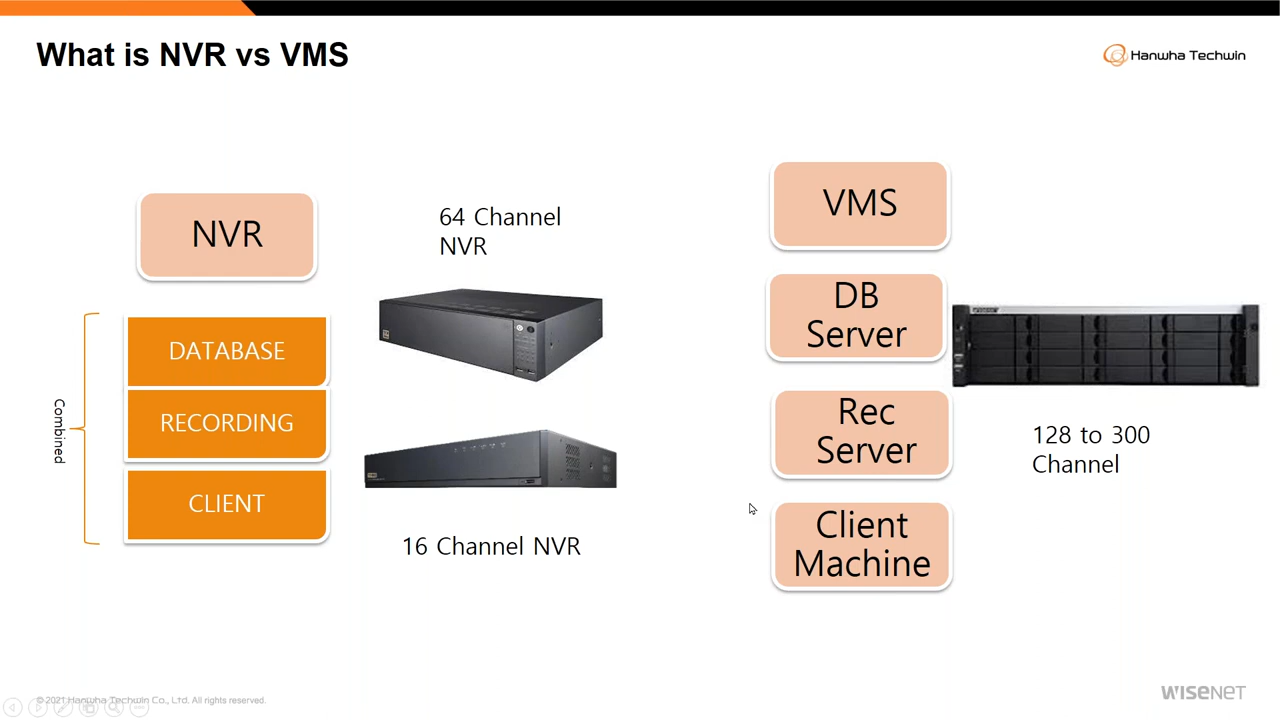 What is NVR vs VMS
Hanwha Techwin
NVR
DATABASE
RECORDING
CLIENT
Combined
64 Channel
NVR
16 Channel NVR
VMS
DB
Server
Rec
Server
Client
Machine
128 to 300
Channel
© 2021 Hanwha Techwin Co., Ltd. All rights reserved.
WISENET